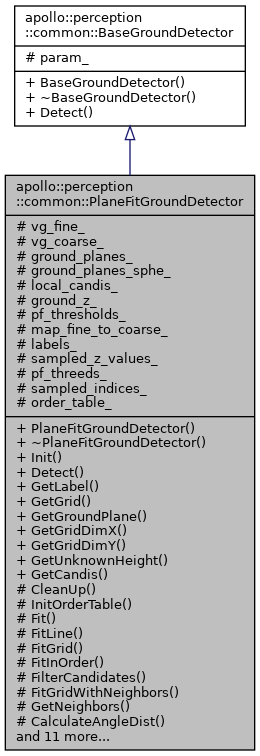 apollo::perception
::common::BaseGroundDetector
# param_
+ BaseGroundDetector()
+ ~BaseGroundDetector()
+ Detect()
apollo::perception
::common::PlaneFitGroundDetector
# vg_fine_
# vg_coarse_
# ground_planes_
# ground_planes_sphe_
# local_candis_
# ground_z_
# pf_thresholds_
# map_fine_to_coarse_
# labels_
# sampled_z_values_
# pf_threeds_
# sampled_indices_
# order_table_
+ PlaneFitGroundDetector()
+ ~PlaneFitGroundDetector()
+ Init()
+ Detect()
+ GetLabel()
+ GetGrid()
+ GetGroundPlane()
+ GetGridDimX()
+ GetGridDimY()
+ GetUnknownHeight()
+ GetCandis()
# CleanUp()
# InitOrderTable()
# Fit()
# FitLine()
# FitGrid()
# FitInOrder()
# FilterCandidates()
# FitGridWithNeighbors()
# GetNeighbors()
# CalculateAngleDist()
and 11 more...